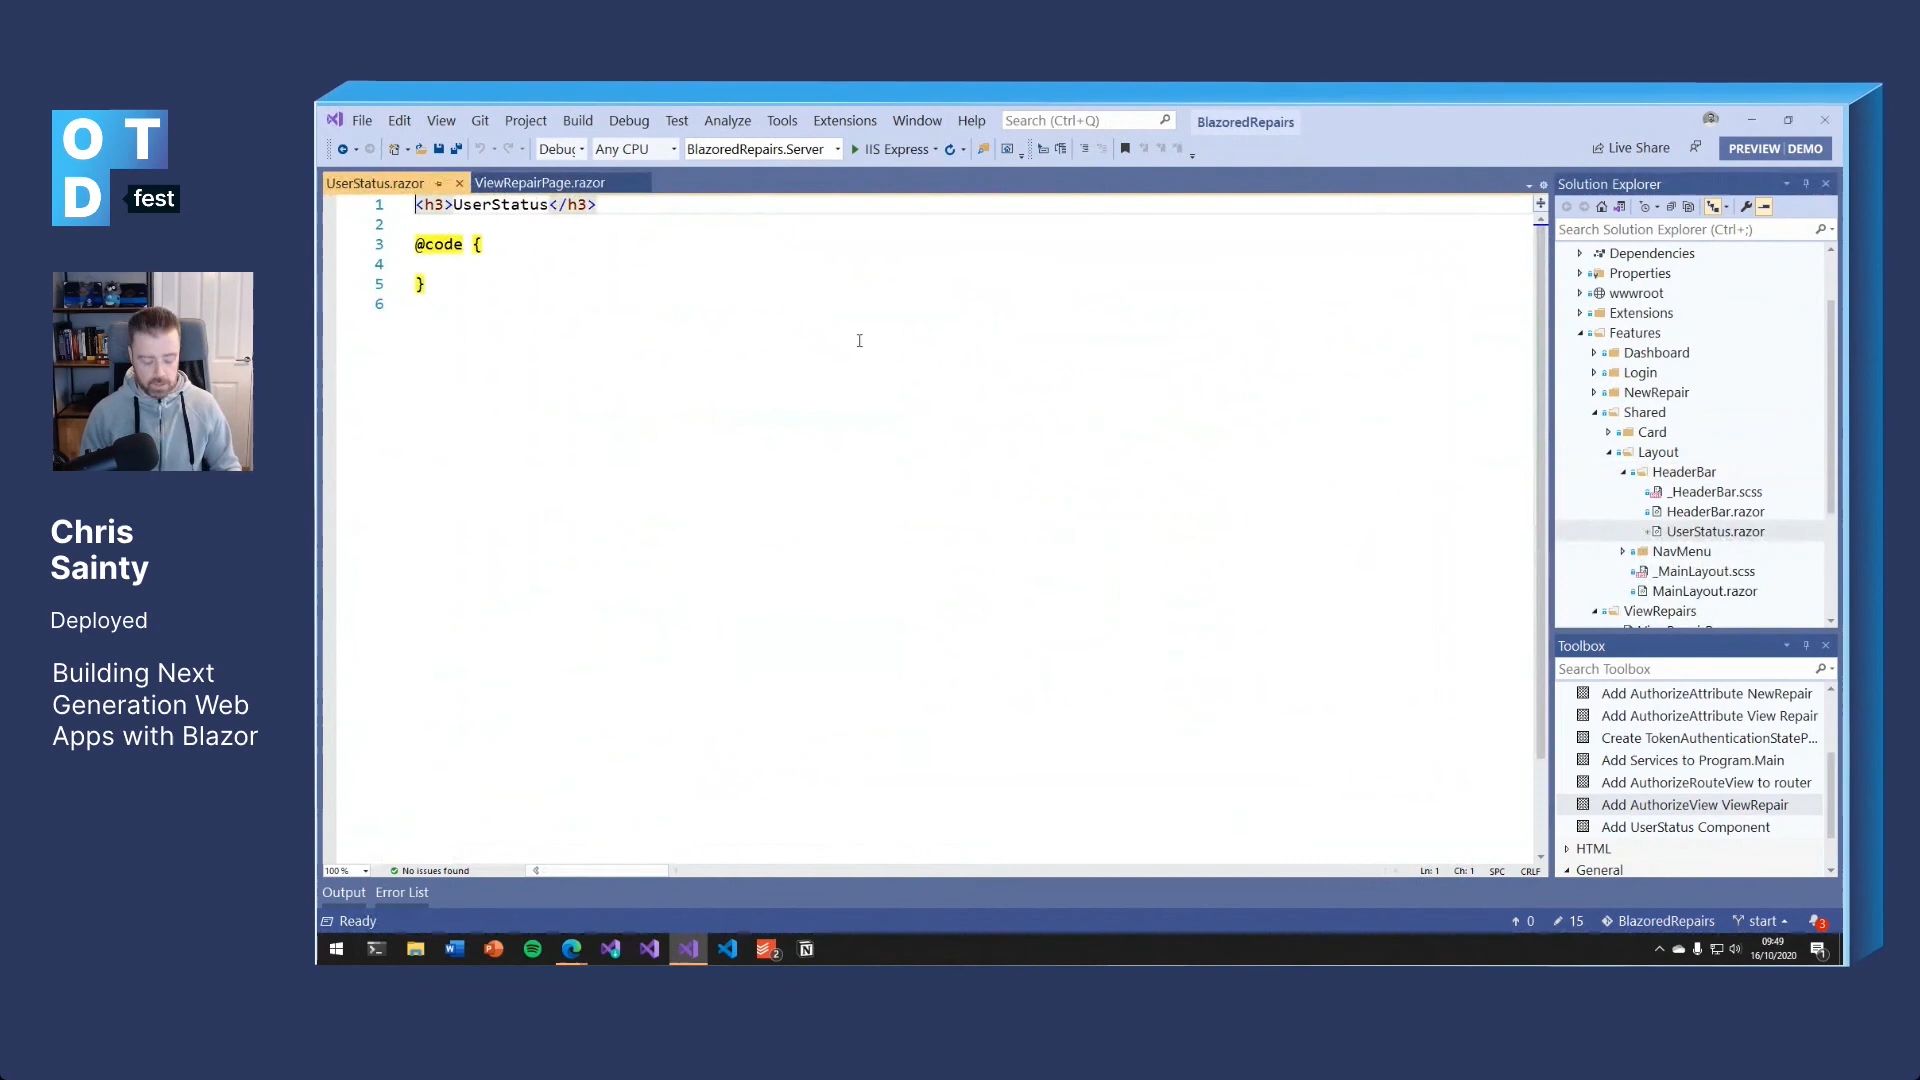 O T
D fest
Chris
Sainty
Deployed
Building Next
Generation Web
Apps with Blazor
File Edit View Git Project Build Debug Test Analyze Tools Extensions Window Help Search (Ctrl+Q) BlazoredRepairs
Debug Any CPU BlazoredRepairs.Server IIS Express Live Share PREVIEW DEMO
UserStatus.razor ViewRepairPage.razor
1 <h3>UserStatus</h3>
2
3 @code {
4
5 }
6
100 % No issues found Ln: 1 Ch: 1 SPC CRLF
Output Error List
Ready 0 15 BlazoredRepairs start 3
Solution Explorer
Search Solution Explorer (Ctrl+;)
Dependencies
Properties
wwwroot
Extensions
Features
Dashboard
Login
NewRepair
Shared
Card
Layout
HeaderBar
_HeaderBar.scss
HeaderBar.razor
UserStatus.razor
NavMenu
_MainLayout.scss
MainLayout.razor
ViewRepairs
Toolbox
Search Toolbox
Add AuthorizeAttribute NewRepair
Add AuthorizeAttribute View Repair
Create TokenAuthenticationStateP...
Add Services to Program.Main
Add AuthorizeRouteView to router
Add AuthorizeView ViewRepair
Add UserStatus Component
HTML
General
2
09:49
16/10/2020
1